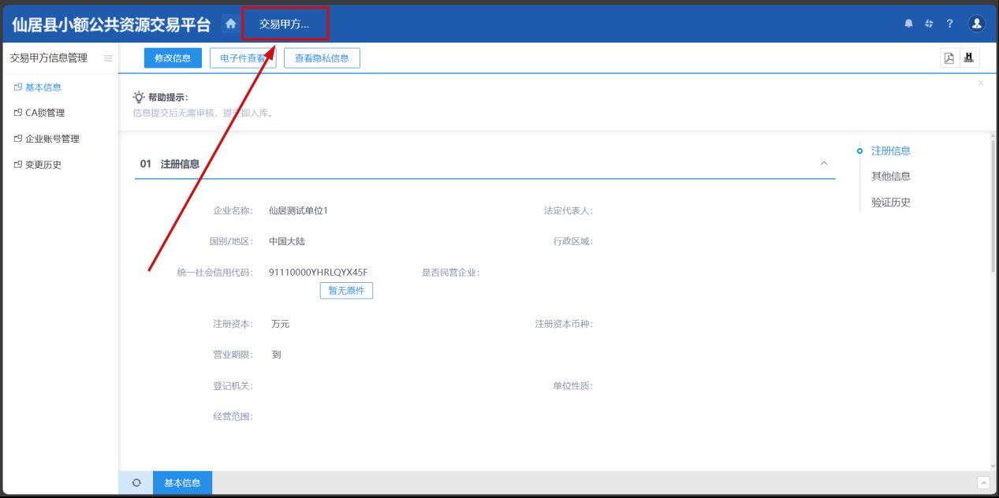 仙居县小额公共资源交易平台
交易甲方...
交易甲方信息管理
基本信息
CA锁管理
企业账号管理
变更历史
修改信息 电子件查看 查看隐私信息
帮助提示:
信息提交后无需审核，提交即入库。
01 注册信息
企业名称: 仙居测试单位1 法定代表人:
国别/地区: 中国大陆 行政区域:
统一社会信用代码: 91110000YHRLQYX45F 是否民营企业:
暂无原件
注册资本: 万元 注册资本币种:
营业期限: 到
登记机关: 单位性质:
经营范围:
注册信息
其他信息
验证历史
基本信息